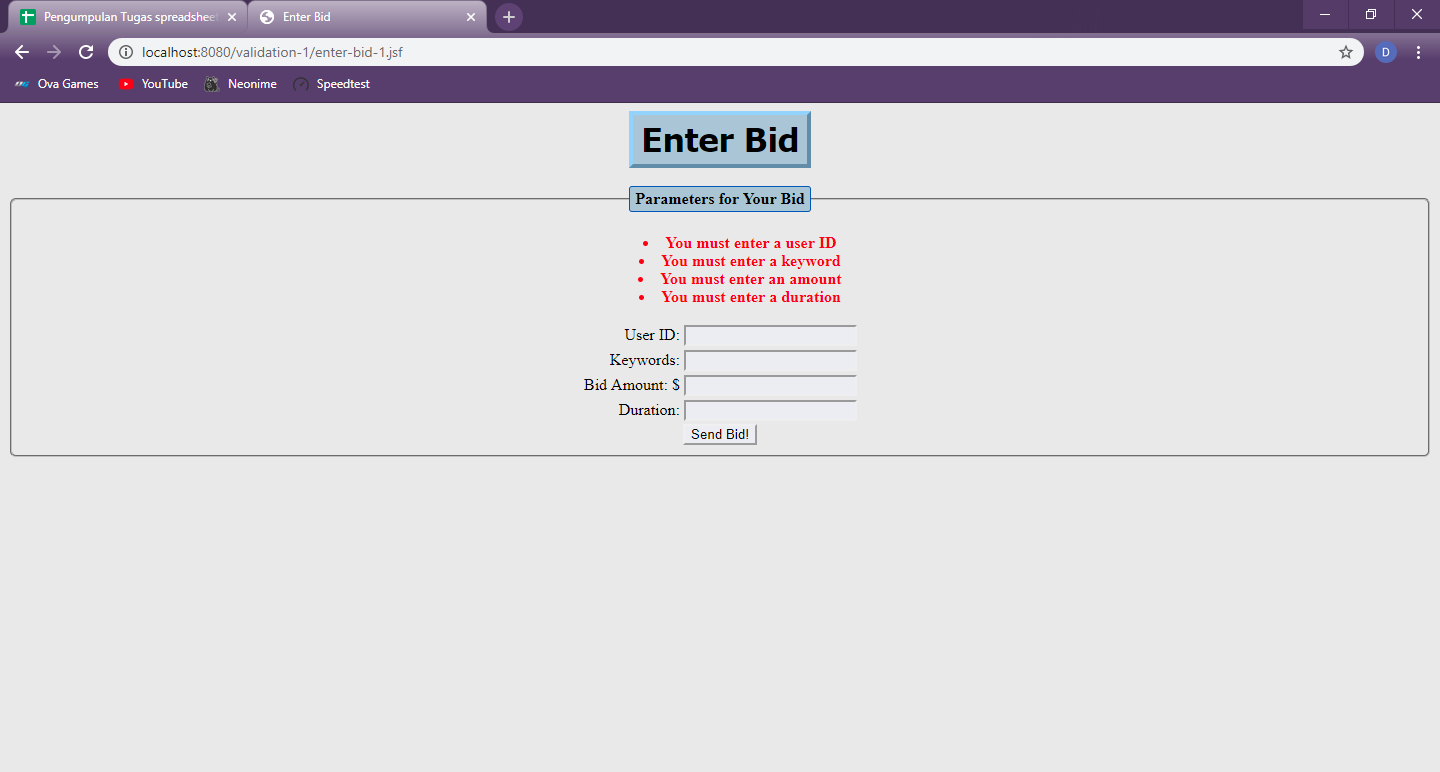 Pengumpulan Tugas spreadsheet
Enter Bid
localhost:8080/validation-1/enter-bid-1.jsf
D
Ova Games
YouTube
Neonime
Speedtest
Enter Bid
Parameters for Your Bid
• You must enter a user ID
• You must enter a keyword
• You must enter an amount
• You must enter a duration
User ID:
Keywords:
Bid Amount: $
Duration:
Send Bid!